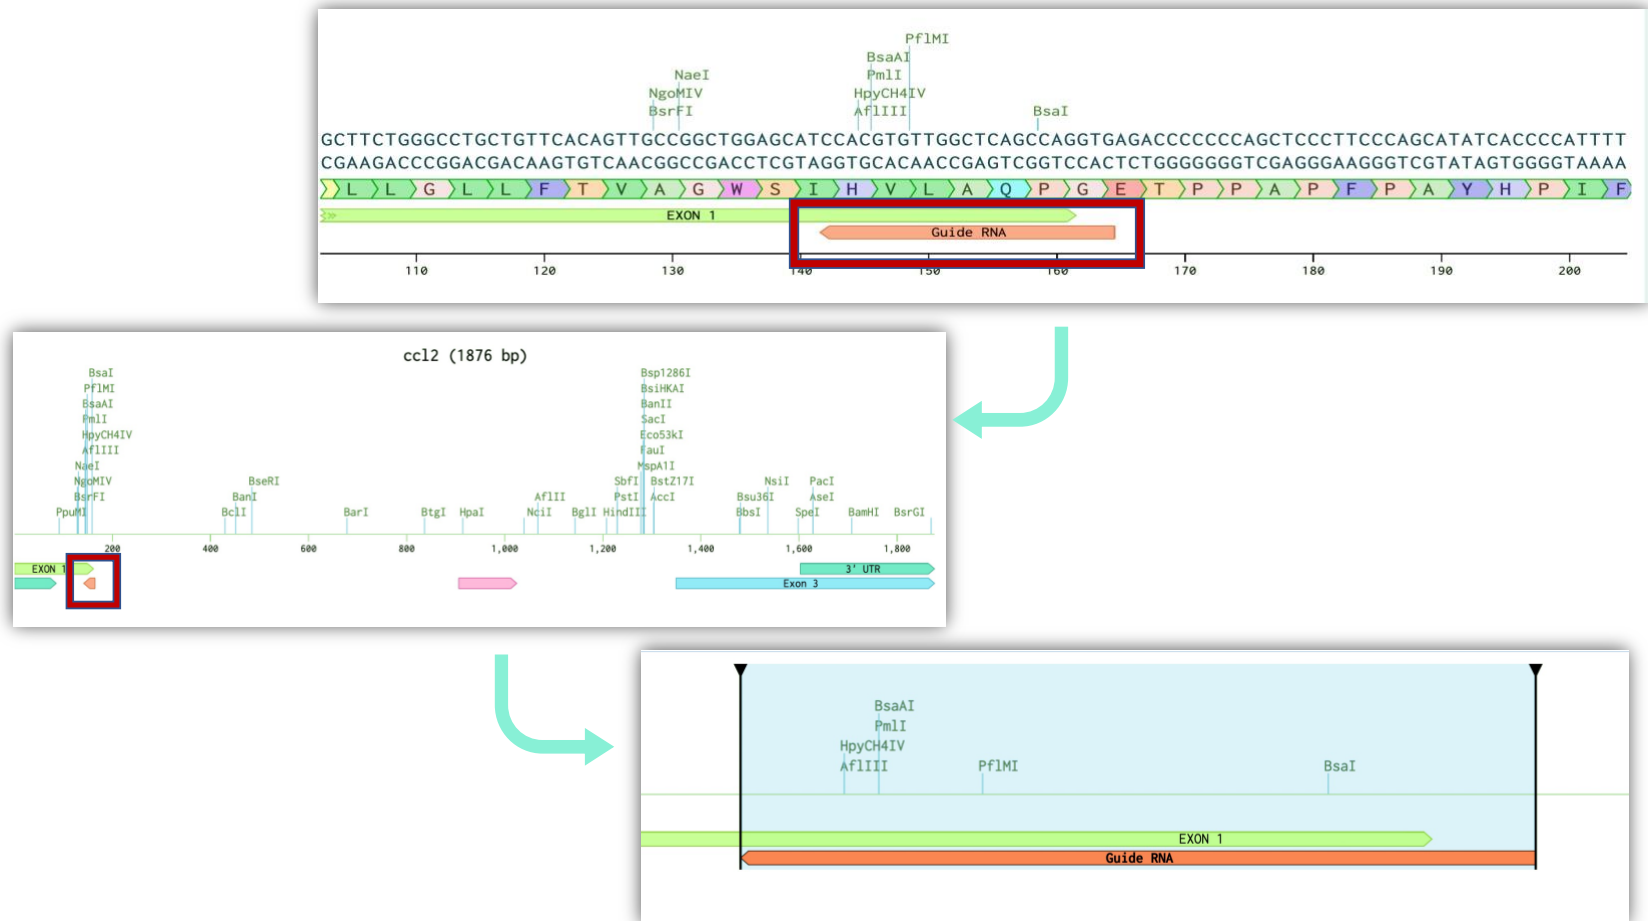 PflMI
BsaAI
NaeI PmlI
NgoMIV HpyCH4IV
BsrFI AflIII BsaI
GCTTCTGGGCCTGCTGTTCACAGTTGCCGGCTGGAGCATCCACGTGTTGGCTCAGCCAGGTGAGACCCCCCCAGCTCCCTTCCCAGCATATCACCCCATTTT
CGAAGACCCGGACGACAAGTGTCAACGGCCGACCTCGTAGGTGCACAACCGAGTCGGTCCACTCTGGGGGGGTCGAGGGAAGGGTCGTATAGTGGGGTAAAA
L L G L L F T V A G W S I H V L A Q P G E T P P A P F P A Y H P I F
EXON 1
Guide RNA
110 120 130 140 150 160 170 180 190 200
ccl2 (1876 bp)
BsaI Bsp1286I
PflMI BsiHKAI
BsaAI BanII
PmlI SacI
HpyCH4IV Eco53kI
AflIII FauI
NaeI MspA1I
NgoMIV BseRI SbfI BstZ17I NsiI PacI
BsrFI BanI AflII PstI AccI Bsu36I AseI
PpuMI BclI BarI BtgI HpaI NciI BglI HindIII BbsI SpeI BamHI BsrGI
200 400 600 800 1,000 1,200 1,400 1,600 1,800
EXON 1 3' UTR
Exon 3
BsaAI
PmlI
HpyCH4IV
AflIII PflMI BsaI
EXON 1
Guide RNA